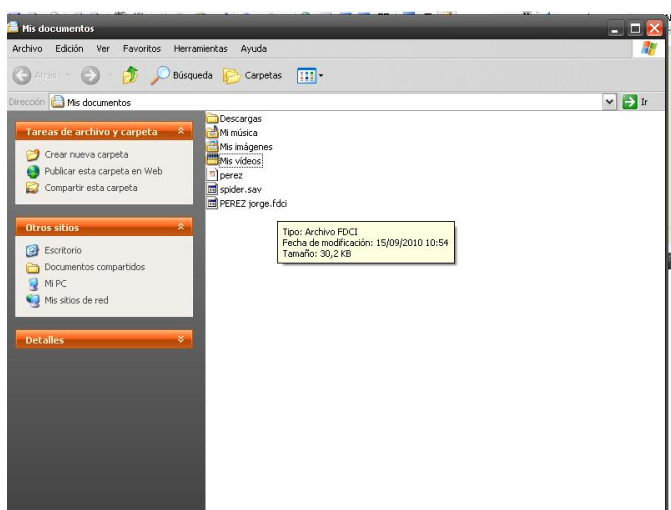 Mis documentos
Archivo Edición Ver Favoritos Herramientas Ayuda
Atrás Búsqueda Carpetas
Dirección Mis documentos Ir
Tareas de archivo y carpeta
Crear nueva carpeta
Publicar esta carpeta en Web
Compartir esta carpeta
Otros sitios
Escritorio
Documentos compartidos
Mi PC
Mis sitios de red
Detalles
Descargas
Mi música
Mis imágenes
Mis vídeos
perez
spider.sav
PEREZ jorge.fdci
Tipo: Archivo FDCI
Fecha de modificación: 15/09/2010 10:54
Tamaño: 30,2 KB